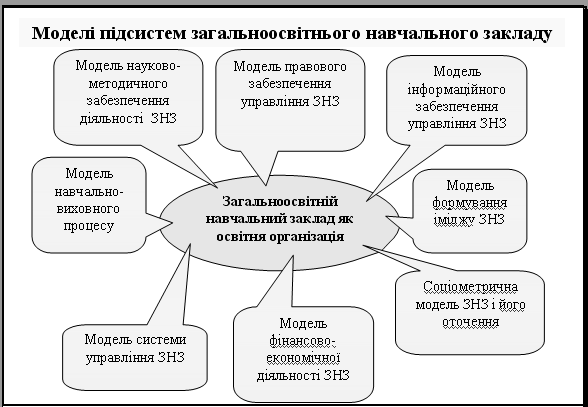 Моделі підсистем загальноосвітнього навчального закладу
Модель науково-
методичного
забезпечення
діяльності ЗНЗ
Модель правового
забезпечення
управління ЗНЗ
Модель
інформаційного
забезпечення
управління ЗНЗ
Модель
навчально-
виховного
процесу
Загальноосвітній
навчальний заклад як
освітня організація
Модель
формування
іміджу ЗНЗ
Соціометрична
модель ЗНЗ і його
оточення
Модель системи
управління ЗНЗ
Модель
фінансово-
економічної
діяльності ЗНЗ